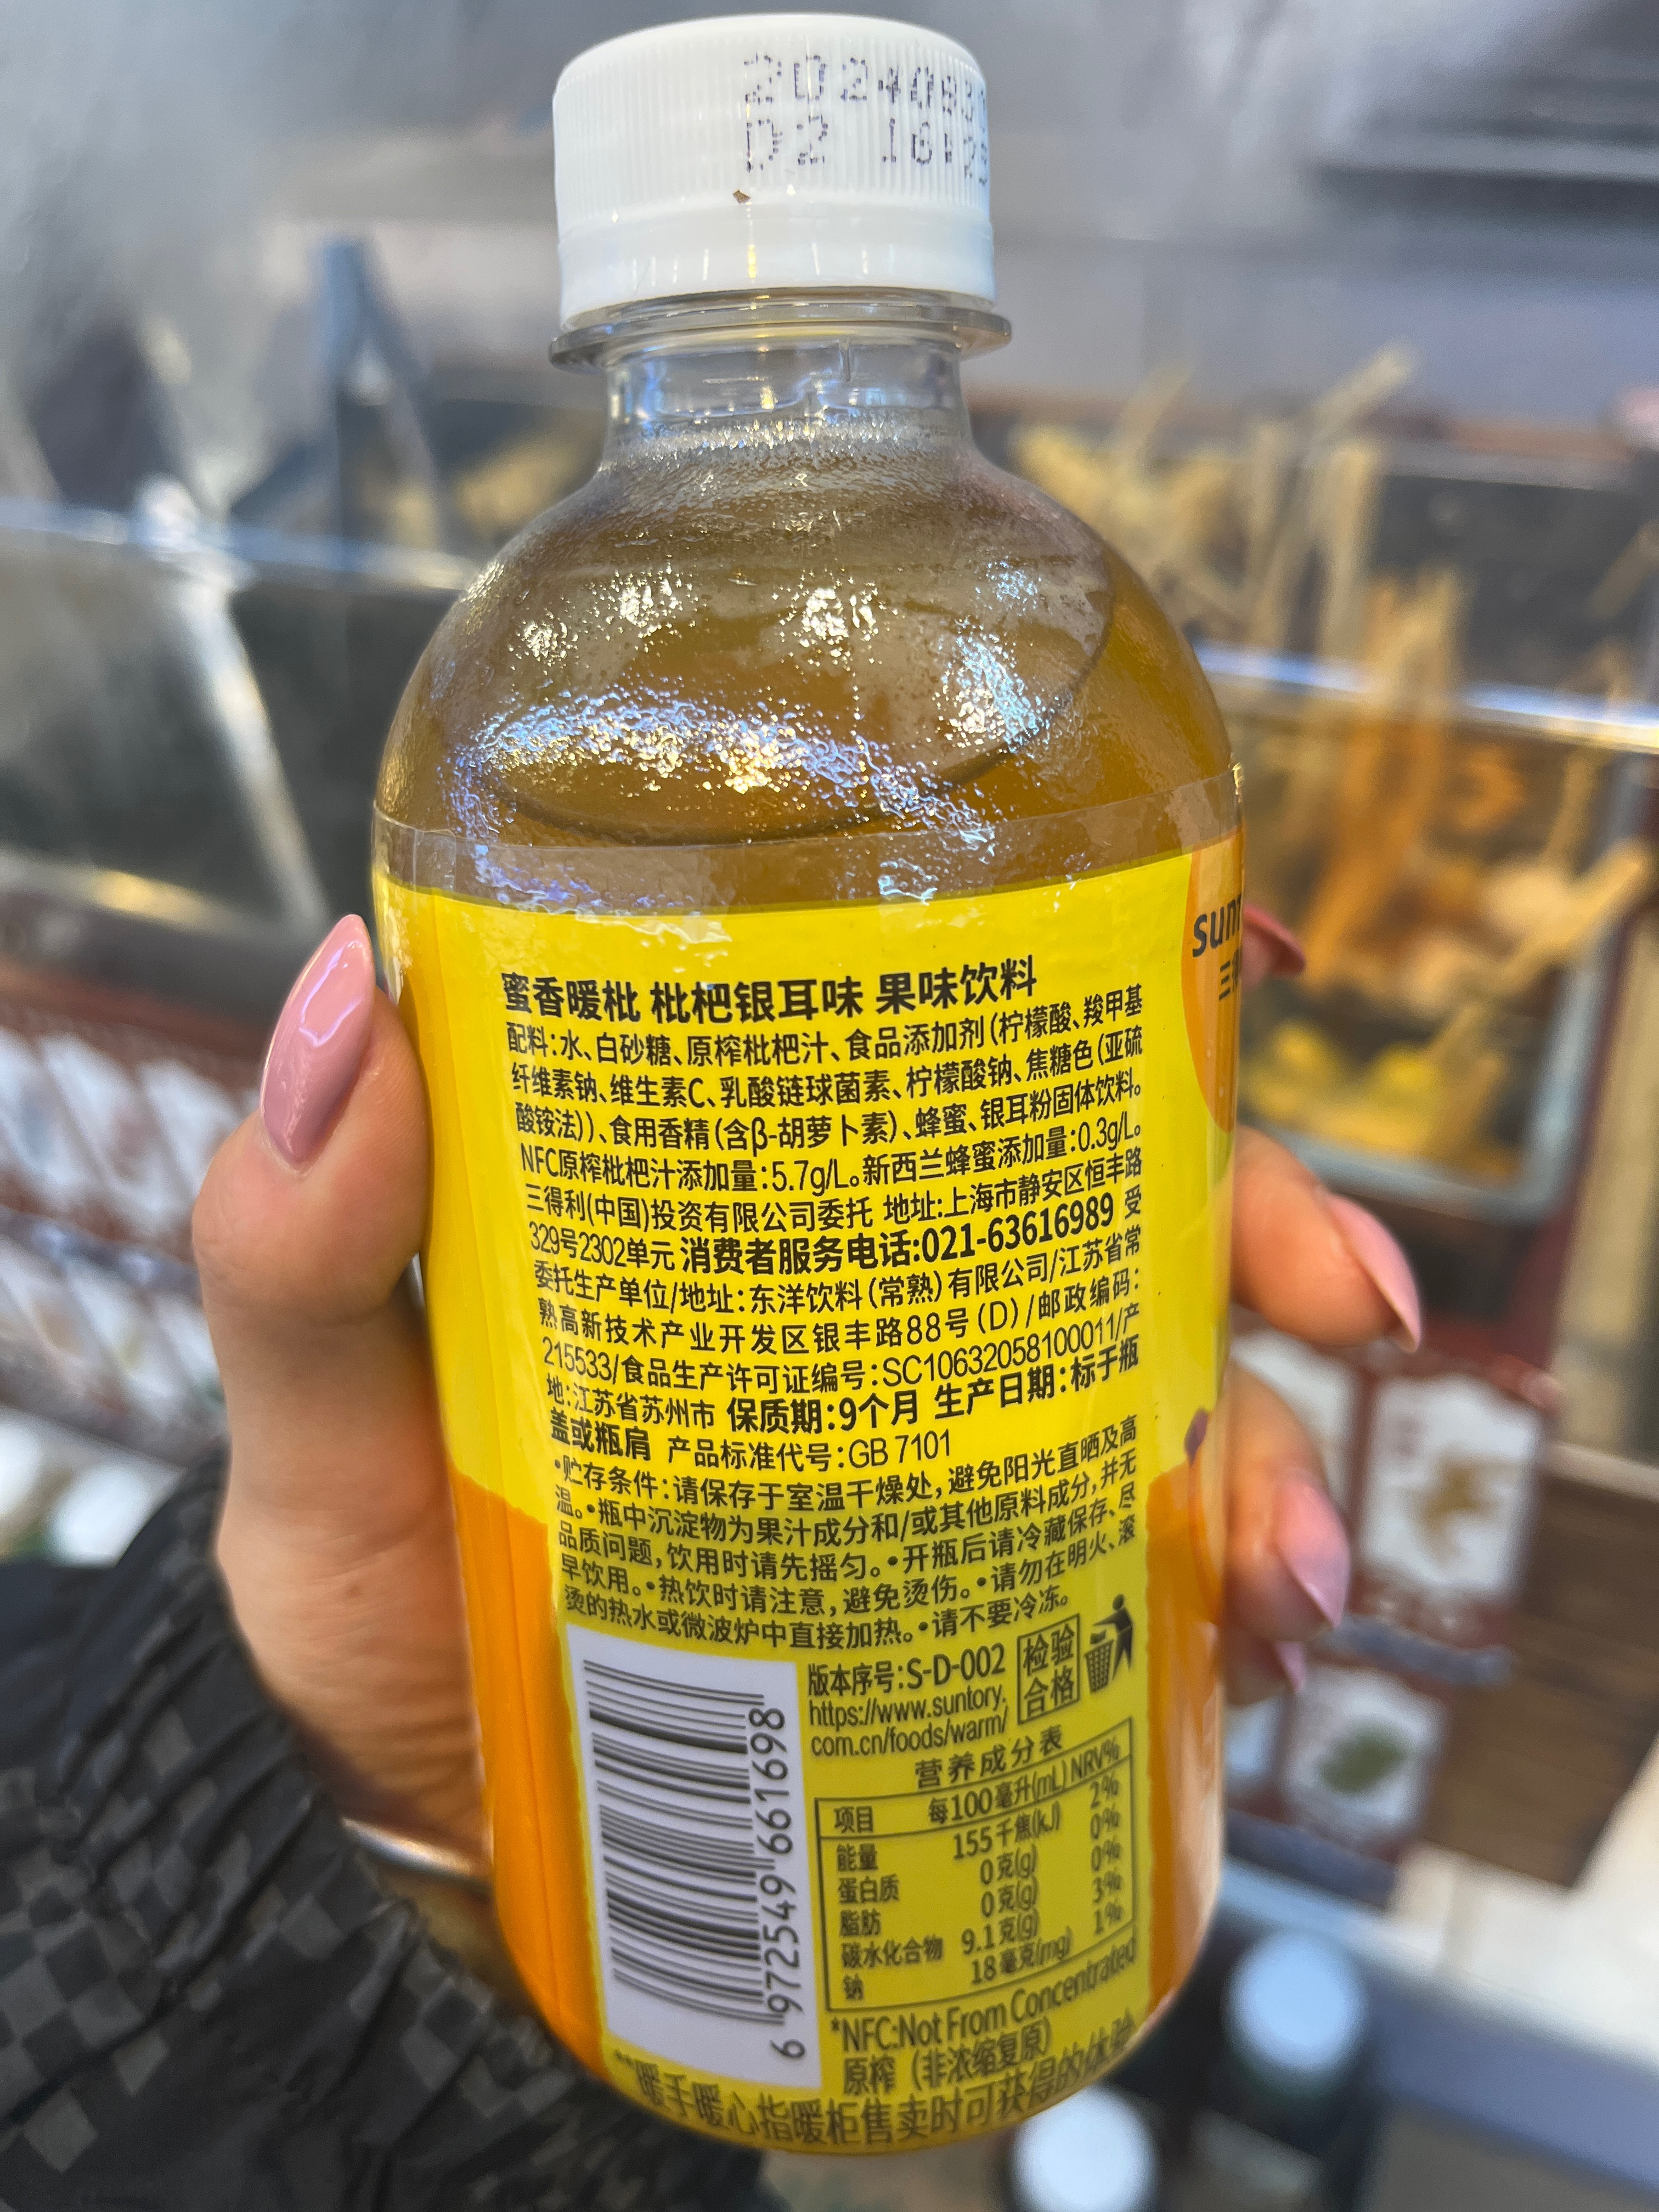 20240830
D2 16:23
sun
三得
蜜香暖枇 枇杷银耳味 果味饮料
配料:水、白砂糖、原榨枇杷汁、食品添加剂(柠檬酸、羧甲基
纤维素钠、维生素C、乳酸链球菌素、柠檬酸钠、焦糖色(亚硫
酸铵法))、食用香精(含β-胡萝卜素)、蜂蜜、银耳粉固体饮料。
NFC原榨枇杷汁添加量:5.7g/L。新西兰蜂蜜添加量:0.3g/L。
三得利(中国)投资有限公司委托 地址:上海市静安区恒丰路
329号2302单元 消费者服务电话:021-63616989 受
委托生产单位/地址:东洋饮料(常熟)有限公司/江苏省常
熟高新技术产业开发区银丰路88号(D)/邮政编码:
215533/食品生产许可证编号:SC10632058100011/产
地:江苏省苏州市 保质期:9个月 生产日期:标于瓶
盖或瓶肩 产品标准代号:GB 7101
•贮存条件:请保存于室温干燥处,避免阳光直晒及高
温。•瓶中沉淀物为果汁成分和/或其他原料成分,并无
品质问题,饮用时请先摇匀。•开瓶后请冷藏保存、尽
早饮用。•热饮时请注意,避免烫伤。•请勿在明火、滚
烫的热水或微波炉中直接加热。•请不要冷冻。
版本序号:S-D-002
https://www.suntory.
com.cn/foods/warm/
检验
合格
营养成分表
项目 每100毫升(mL) NRV%
能量 155千焦(kJ) 2%
蛋白质 0克(g) 0%
脂肪 0克(g) 0%
碳水化合物 9.1克(g) 3%
钠 18毫克(mg) 1%
*NFC:Not From Concentrated
原榨(非浓缩复原)
6 972549 661698
**暖手暖心指暖柜售卖时可获得的体验